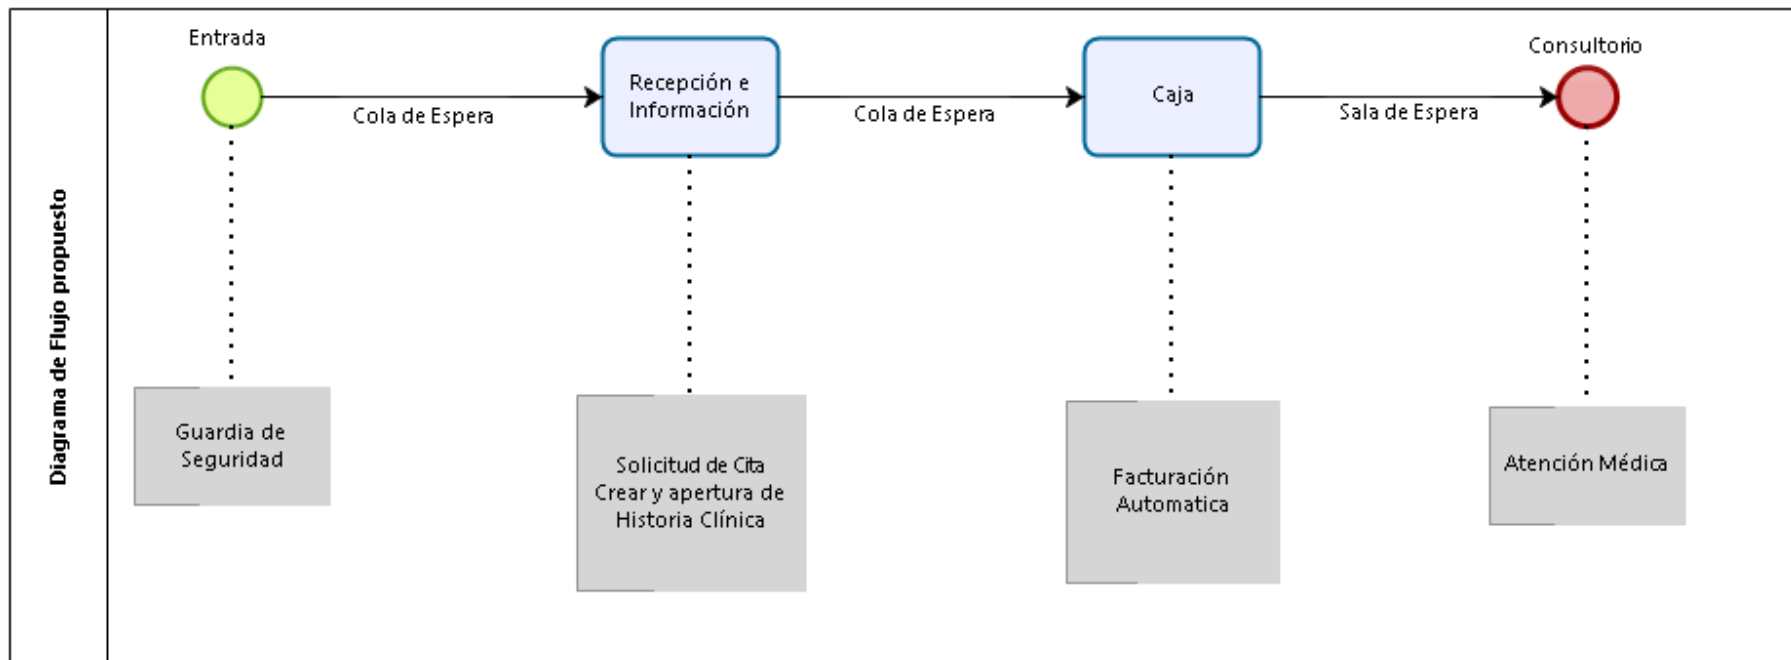 Diagrama de Flujo propuesto
Entrada
Cola de Espera
Recepción e
Información
Cola de Espera
Caja
Sala de Espera
Consultorio
Guardia de
Seguridad
Solicitud de Cita
Crear y apertura de
Historia Clínica
Facturación
Automatica
Atención Médica